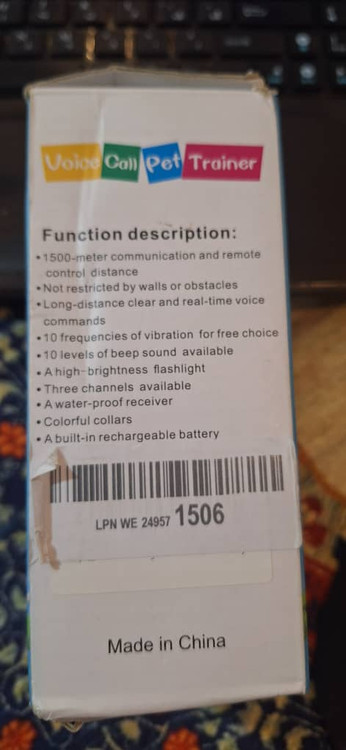 Voice Call Pet Trainer
Function description:
•1500-meter communication and remote
control distance
•Not restricted by walls or obstacles
•Long-distance clear and real-time voice
commands
•10 frequencies of vibration for free choice
•10 levels of beep sound available
•A high-brightness flashlight
•Three channels available
•A water-proof receiver
•Colorful collars
•A built-in rechargeable battery
LPN WE 24957 1506
Made in China